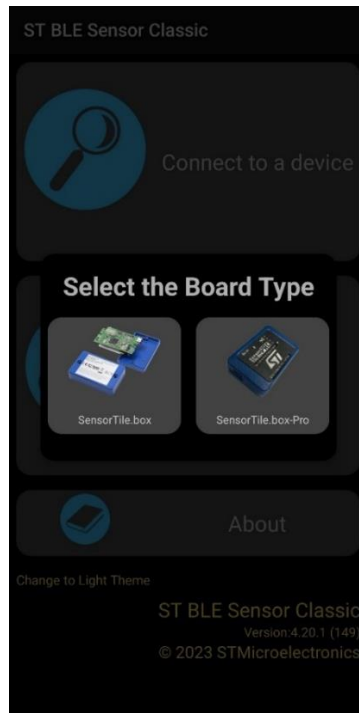 ST BLE Sensor Classic
Connect to a device
Select the Board Type
SensorTile.box
SensorTile.box-Pro
About
Change to Light Theme
ST BLE Sensor Classic
Version:4.20.1 (149)
© 2023 STMicroelectronics